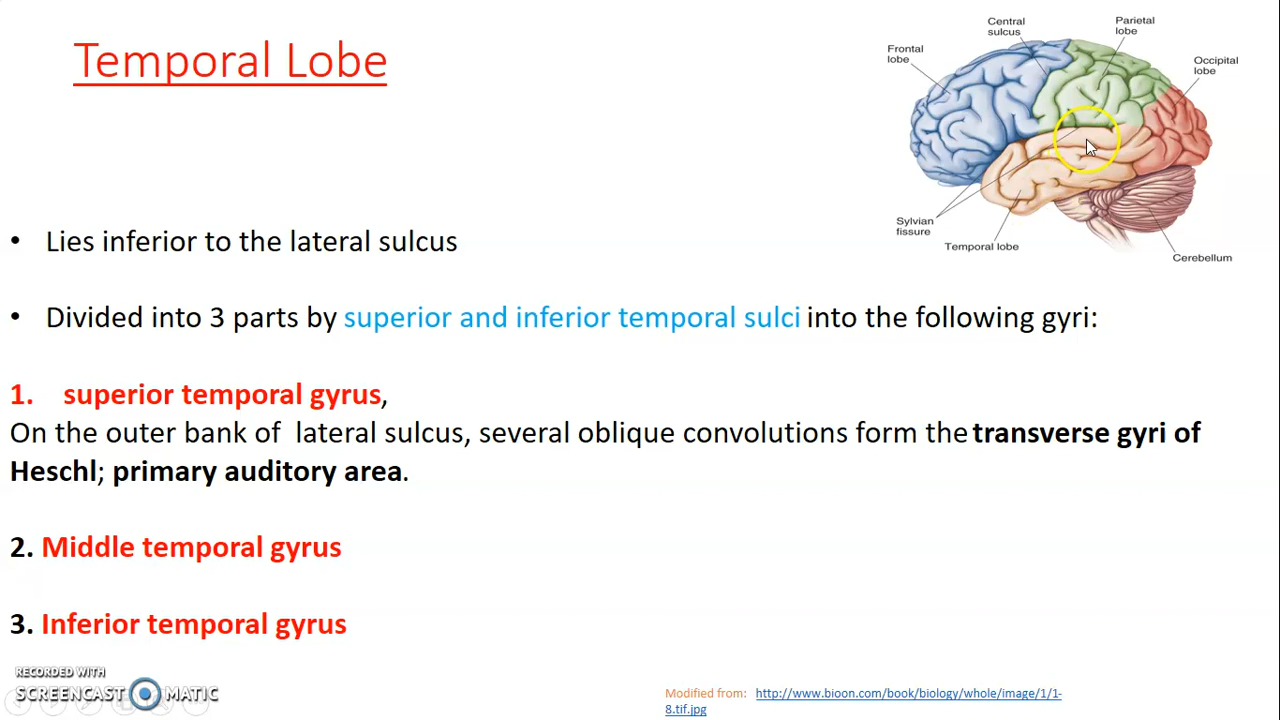 Temporal Lobe
Central
sulcus
Parietal
lobe
Frontal
lobe
Occipital
lobe
Sylvian
fissure
Temporal lobe
Cerebellum
• Lies inferior to the lateral sulcus
• Divided into 3 parts by superior and inferior temporal sulci into the following gyri:
1. superior temporal gyrus,
On the outer bank of lateral sulcus, several oblique convolutions form the transverse gyri of
Heschl; primary auditory area.
2. Middle temporal gyrus
3. Inferior temporal gyrus
RECORDED WITH
SCREENCAST MATIC
Modified from: http://www.bioon.com/book/biology/whole/image/1/1-
8.tif.jpg